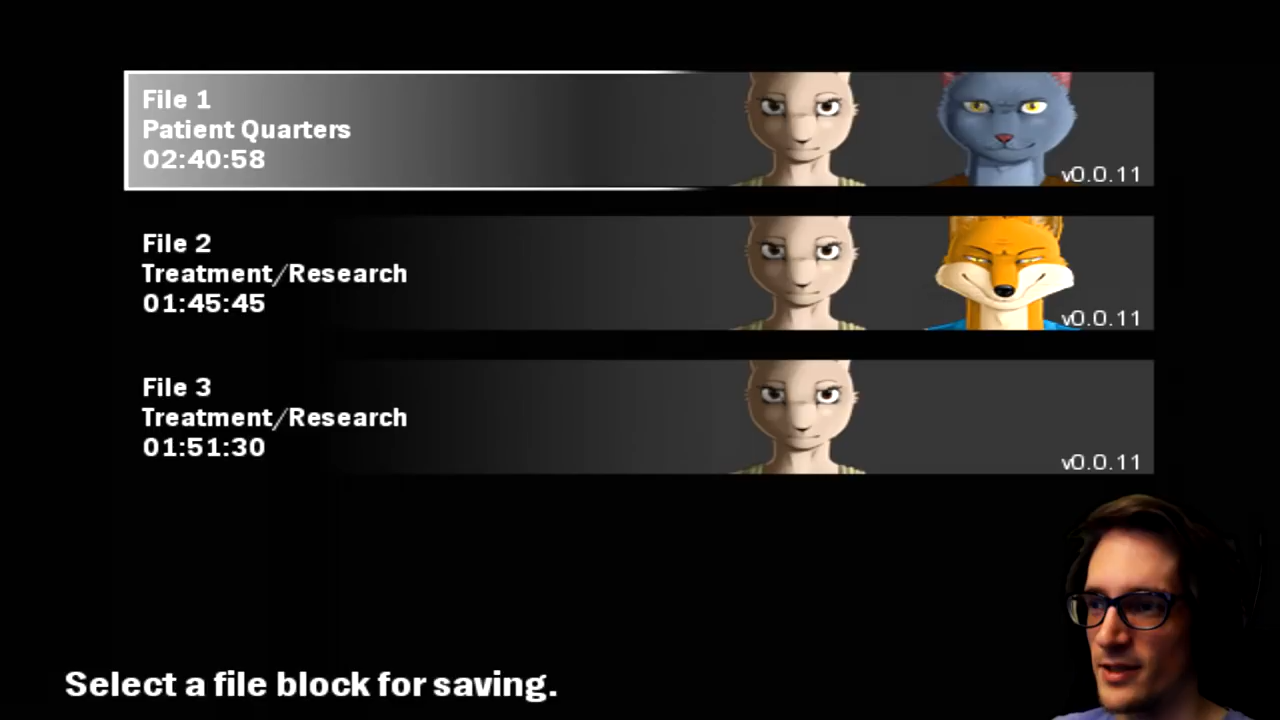 File 1
Patient Quarters
02:40:58
v0.0.11
File 2
Treatment/Research
01:45:45
v0.0.11
File 3
Treatment/Research
01:51:30
v0.0.11
Select a file block for saving.